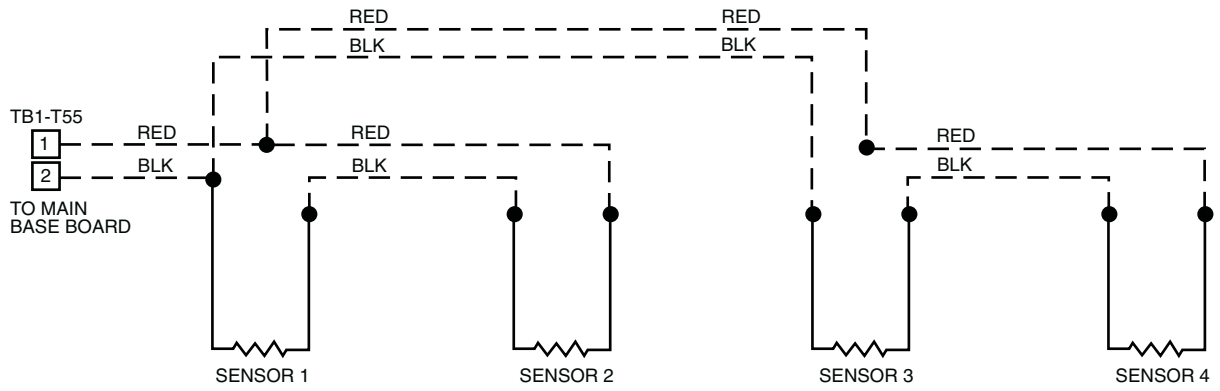 RED RED
BLK BLK
TB1-T55
1 RED RED RED
2 BLK BLK BLK
TO MAIN
BASE BOARD
SENSOR 1 SENSOR 2 SENSOR 3 SENSOR 4